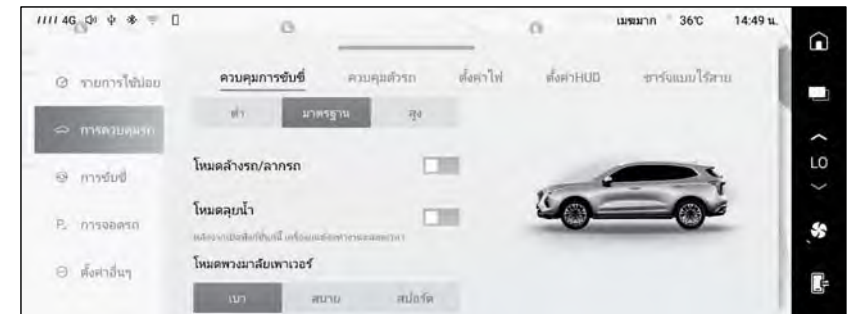 4G เมฆมาก 36°C 14:49 น.
รายการใช้บ่อย
การควบคุมรถ
การขับขี่
การจอดรถ
ตั้งค่าอื่นๆ
ควบคุมการขับขี่ ควบคุมตัวรถ ตั้งค่าไฟ ตั้งค่าHUD ชาร์จแบบไร้สาย
ต่ำ มาตรฐาน สูง
โหมดล้างรถ/ลากรถ
โหมดลุยน้ำ
โหมดพวงมาลัยเพาเวอร์
เบา สบาย สปอร์ต
LO